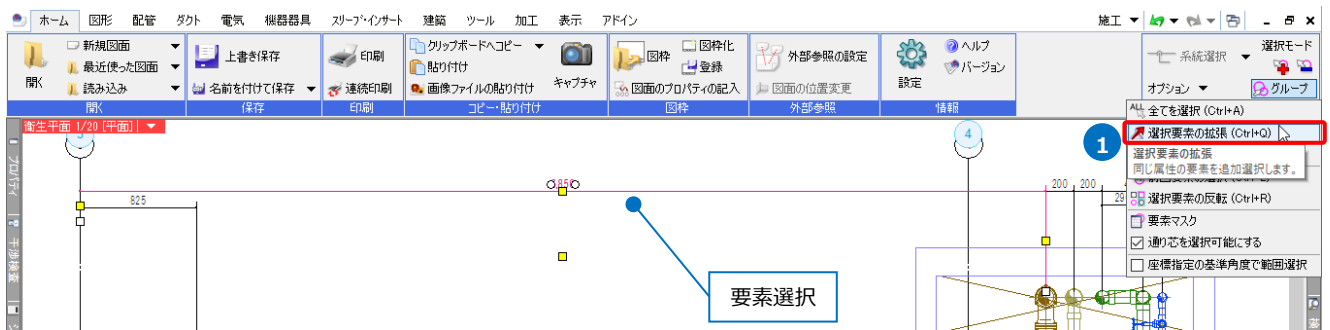 ホーム 図形 配管 ダクト 電気 機器器具 スリーブ・インサート 建築 ツール 加工 表示 アドイン 施工
新規図面 上書き保存 印刷 クリップボードへコピー 図枠 図枠化 外部参照の設定 ヘルプ 系統選択 選択モード
最近使った図面 貼り付け 登録 バージョン
開く 読み込み 名前を付けて保存 連続印刷 画像ファイルの貼り付け キャプチャ 図面のプロパティの記入 図面の位置変更 設定 オプション グループ
開く 保存 印刷 コピー・貼り付け 図枠 外部参照 情報
ALL 全てを選択 (Ctrl+A)
衛生平面 1/20 [平面]
選択要素の拡張 (Ctrl+Q)
1
3
4
選択要素の拡張
同じ属性の要素を追加選択します。
プロパティ
825
200 200
29
選択要素の反転 (Ctrl+R)
要素マスク
通り芯を選択可能にする
座標指定の基準角度で範囲選択
干渉検査
要素選択